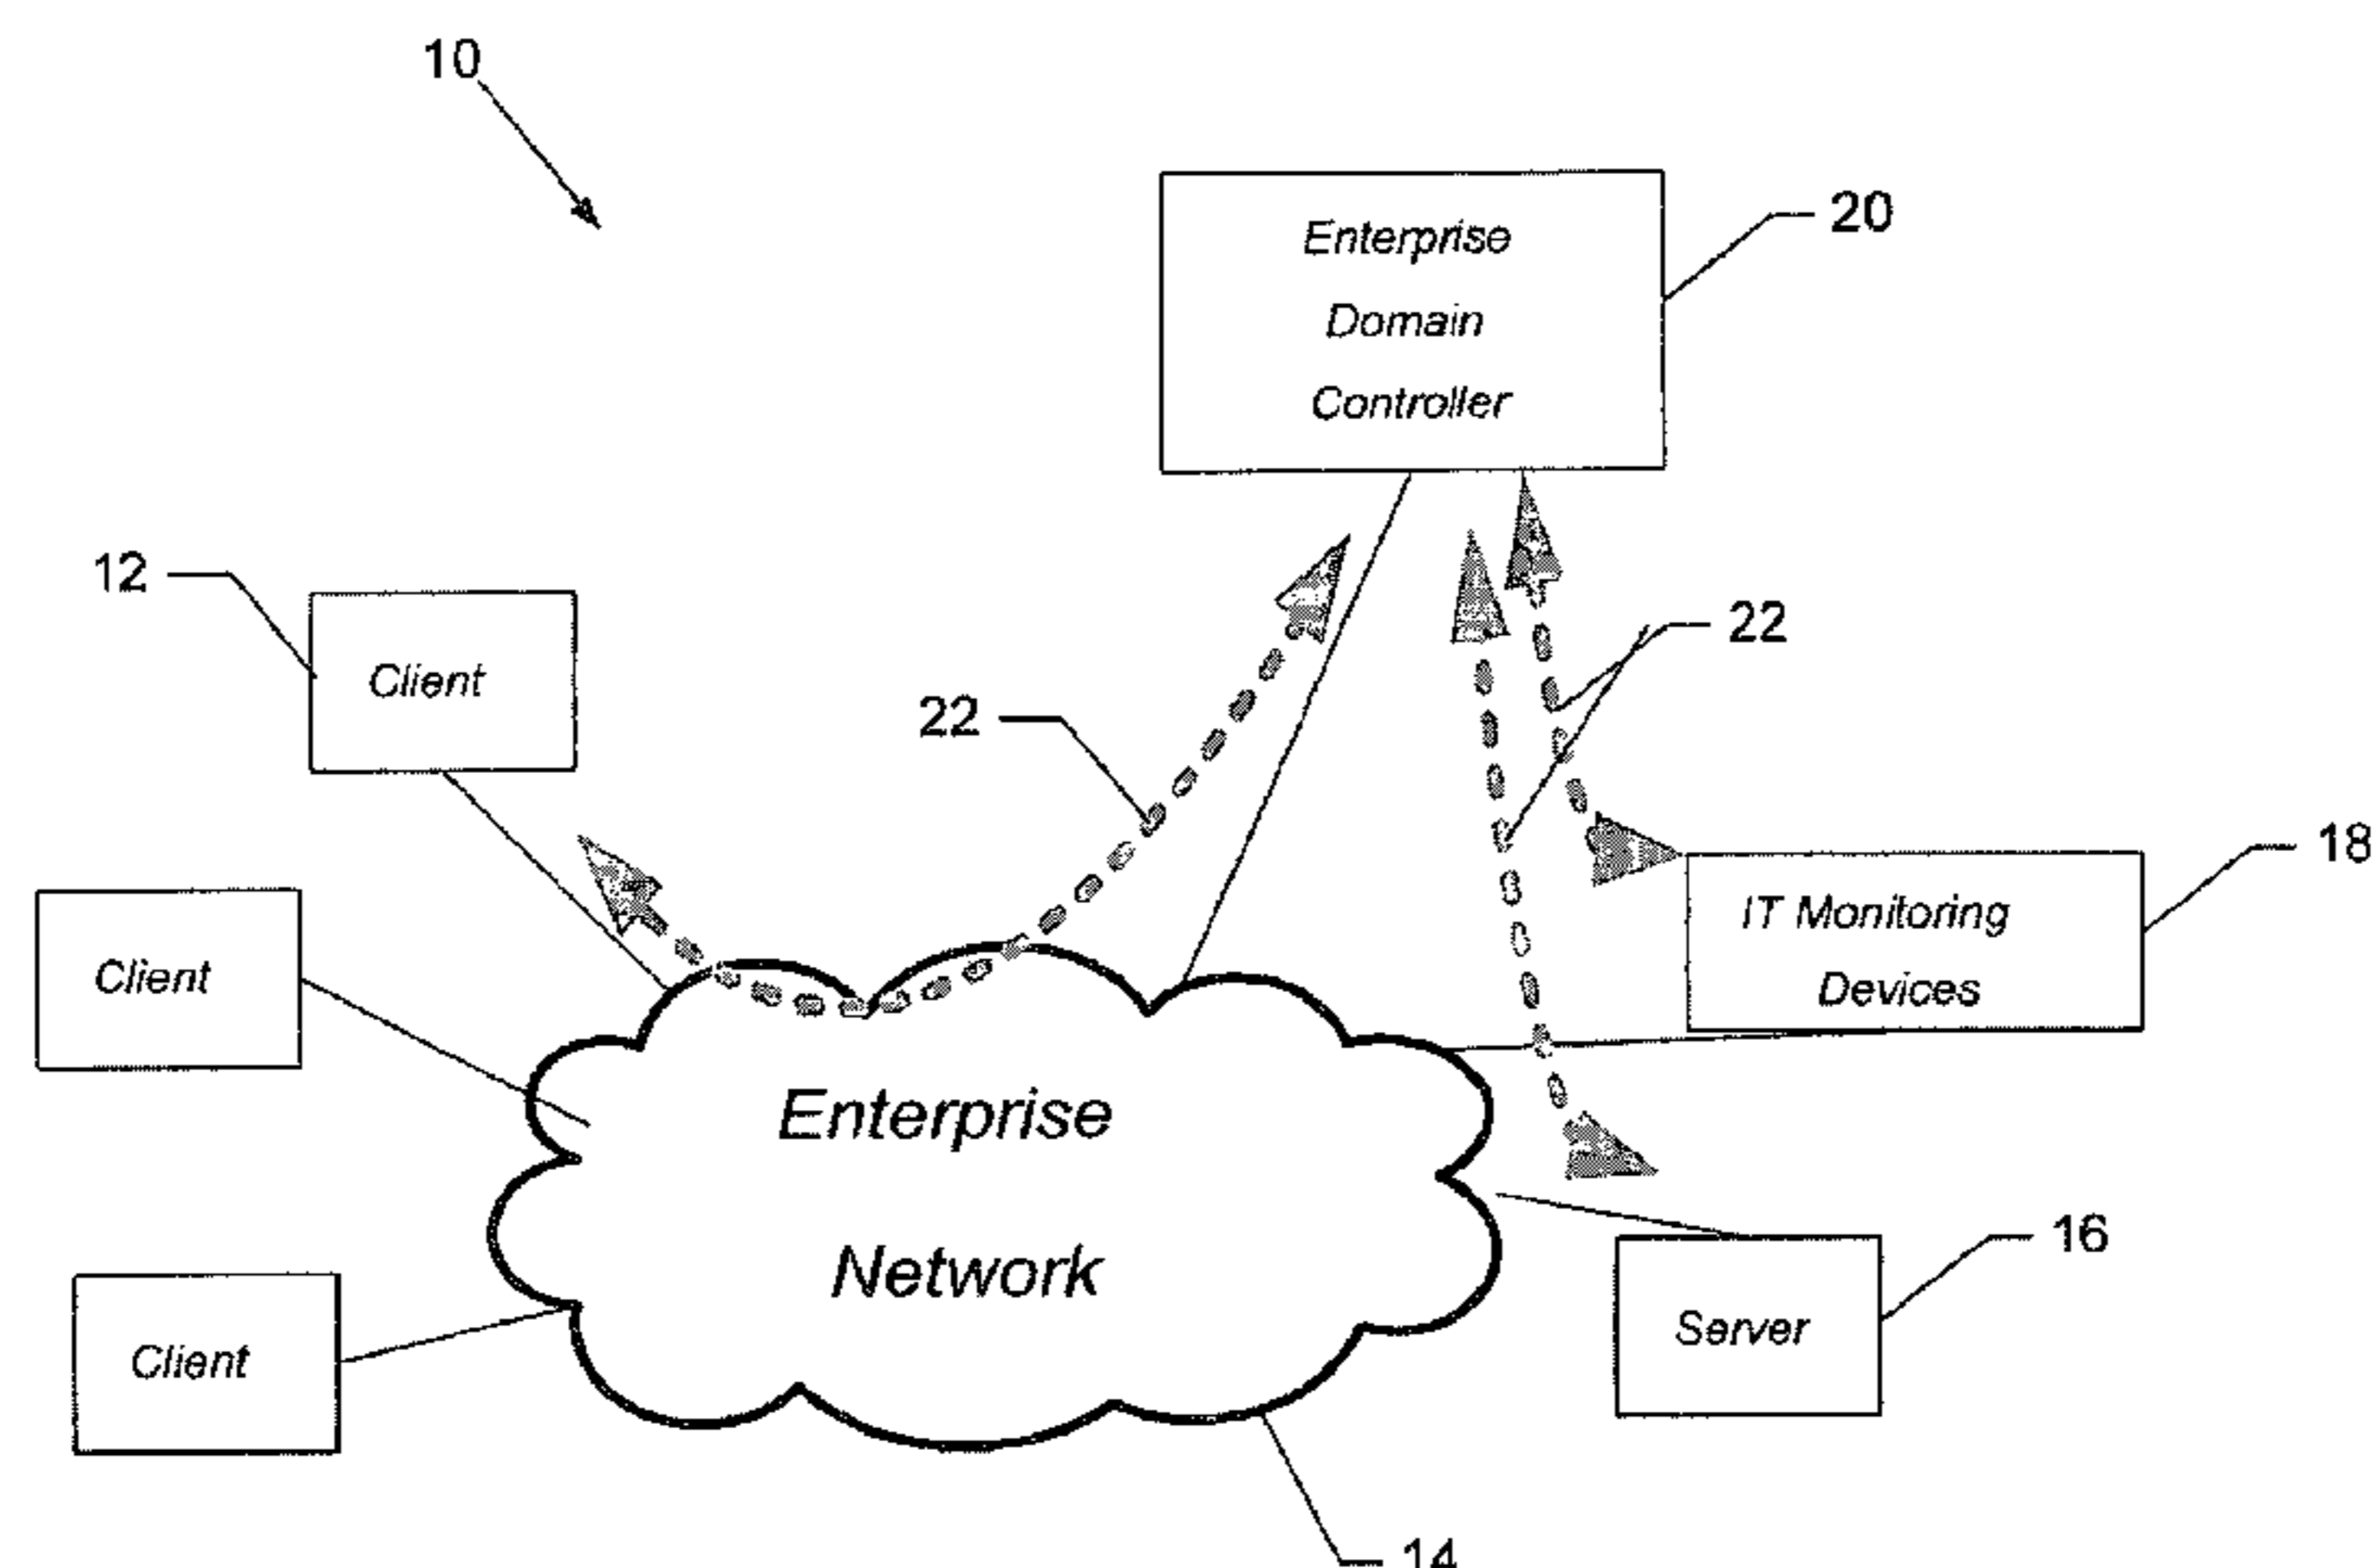 10
Enterprise
Domain
Controller
20
12
Client
22
22
Client
IT Monitoring
Devices
18
Enterprise
Network
Client
Server
16
14